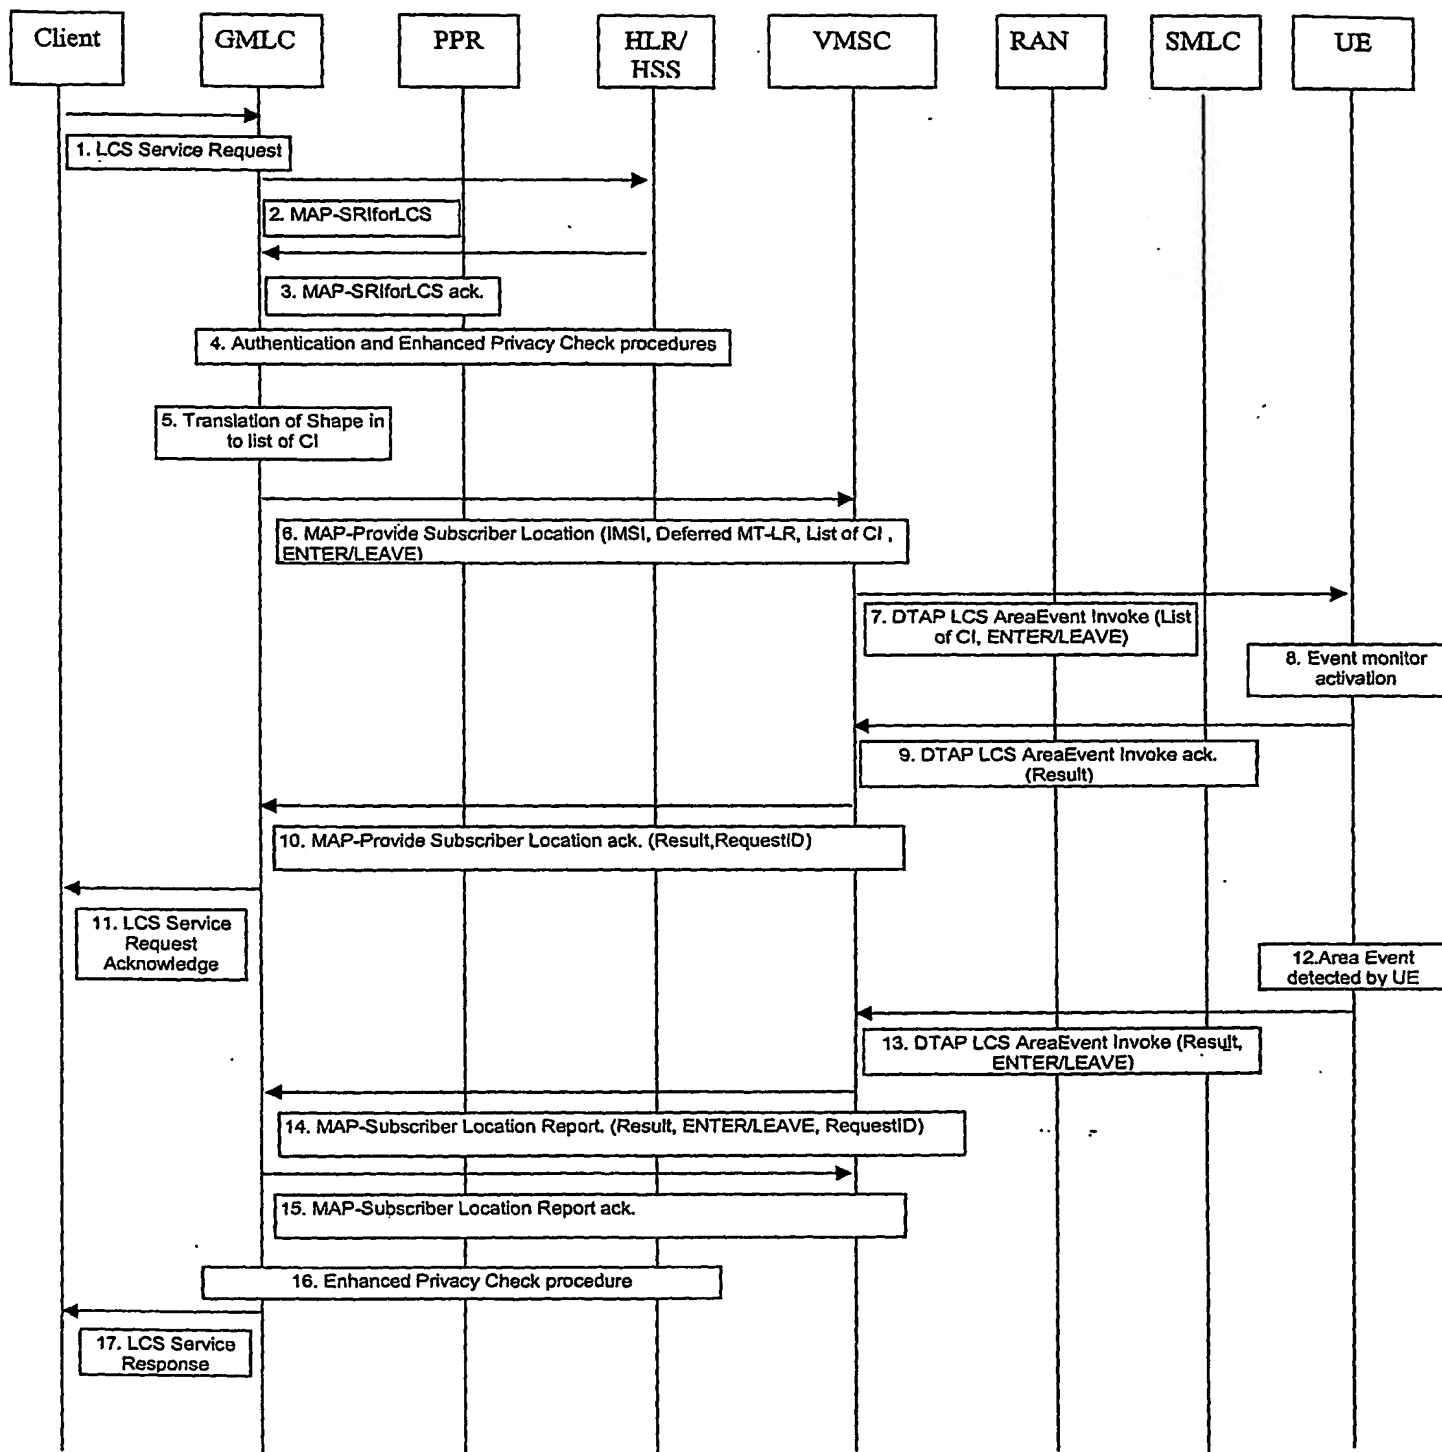 Client
GMLC
PPR
HLR/
HSS
VMSC
RAN
SMLC
UE
1. LCS Service Request
2. MAP-SRIforLCS
3. MAP-SRIforLCS ack.
4. Authentication and Enhanced Privacy Check procedures
5. Translation of Shape in
to list of CI
6. MAP-Provide Subscriber Location (IMSI, Deferred MT-LR, List of CI ,
ENTER/LEAVE)
7. DTAP LCS AreaEvent Invoke (List
of CI, ENTER/LEAVE)
8. Event monitor
activation
9. DTAP LCS AreaEvent Invoke ack.
(Result)
10. MAP-Provide Subscriber Location ack. (Result,RequestID)
11. LCS Service
Request
Acknowledge
12.Area Event
detected by UE
13. DTAP LCS AreaEvent Invoke (Result,
ENTER/LEAVE)
14. MAP-Subscriber Location Report. (Result, ENTER/LEAVE, RequestID)
15. MAP-Subscriber Location Report ack.
16. Enhanced Privacy Check procedure
17. LCS Service
Response